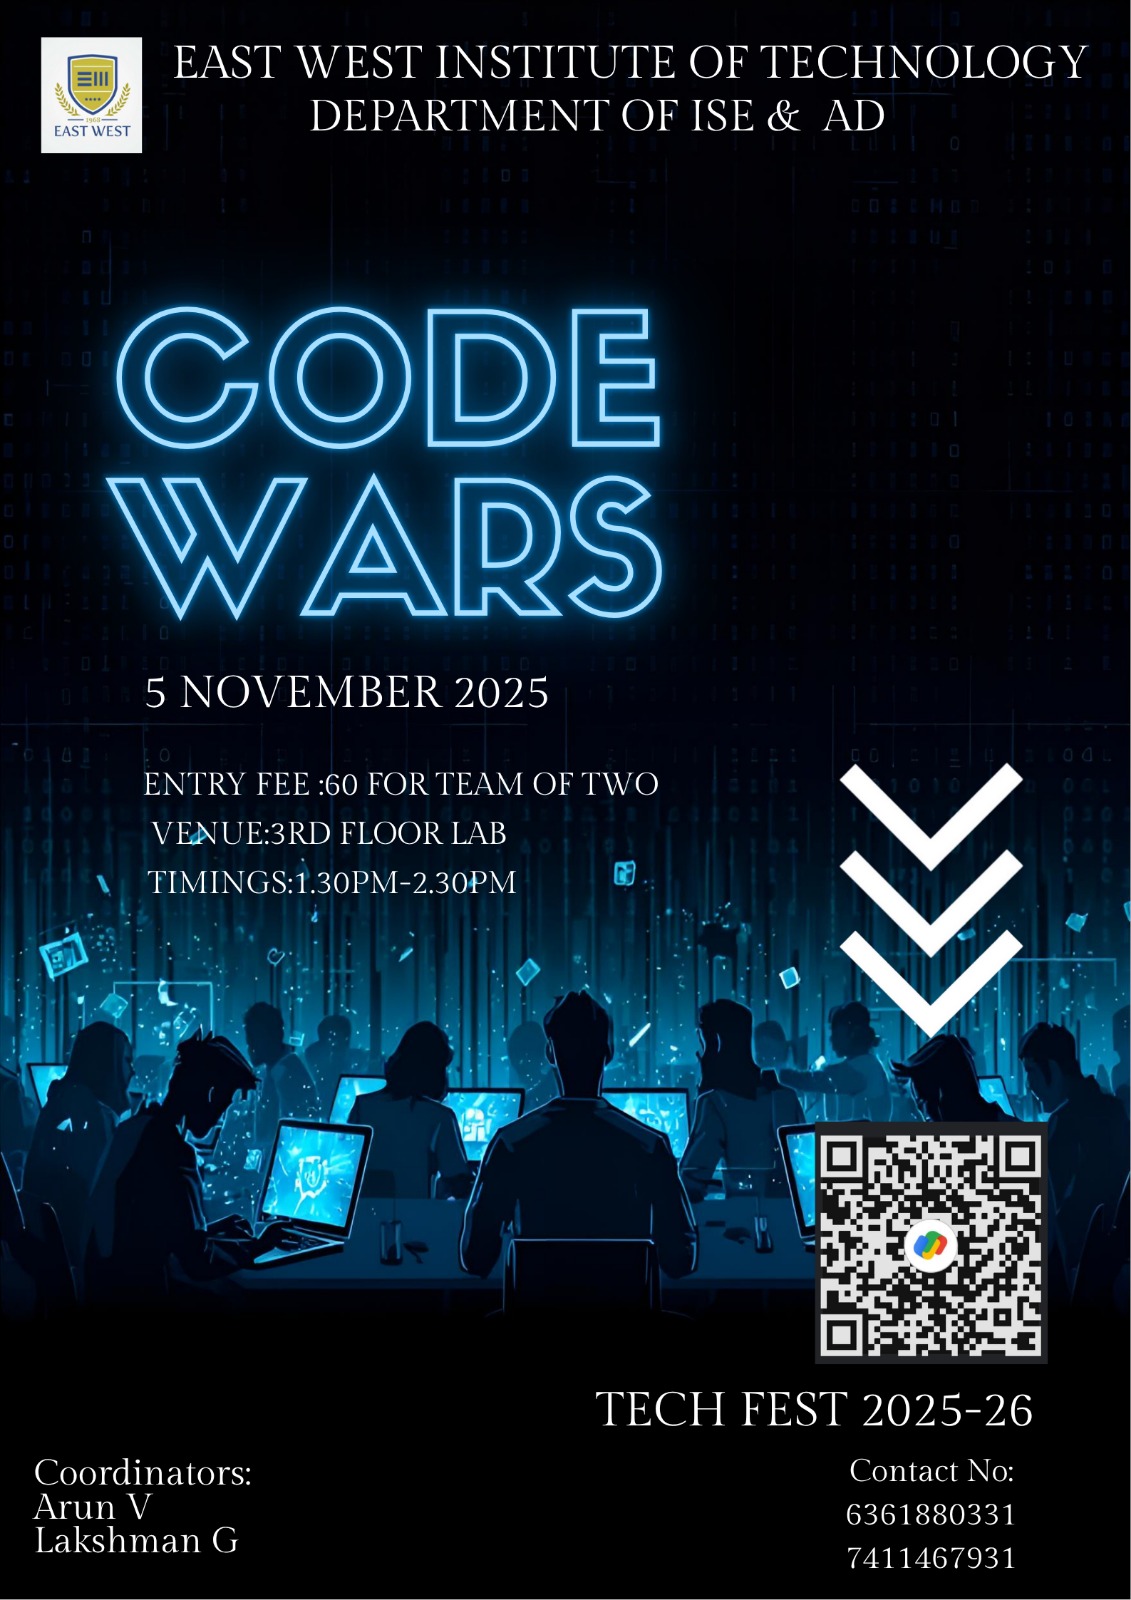 EAST WEST INSTITUTE OF TECHNOLOGY
DEPARTMENT OF ISE & AD
1968
EAST WEST
CODE
WARS
5 NOVEMBER 2025
ENTRY FEE :60 FOR TEAM OF TWO
VENUE:3RD FLOOR LAB
TIMINGS:1.30PM-2.30PM
TECH FEST 2025-26
Coordinators:
Arun V
Lakshman G
Contact No:
6361880331
7411467931